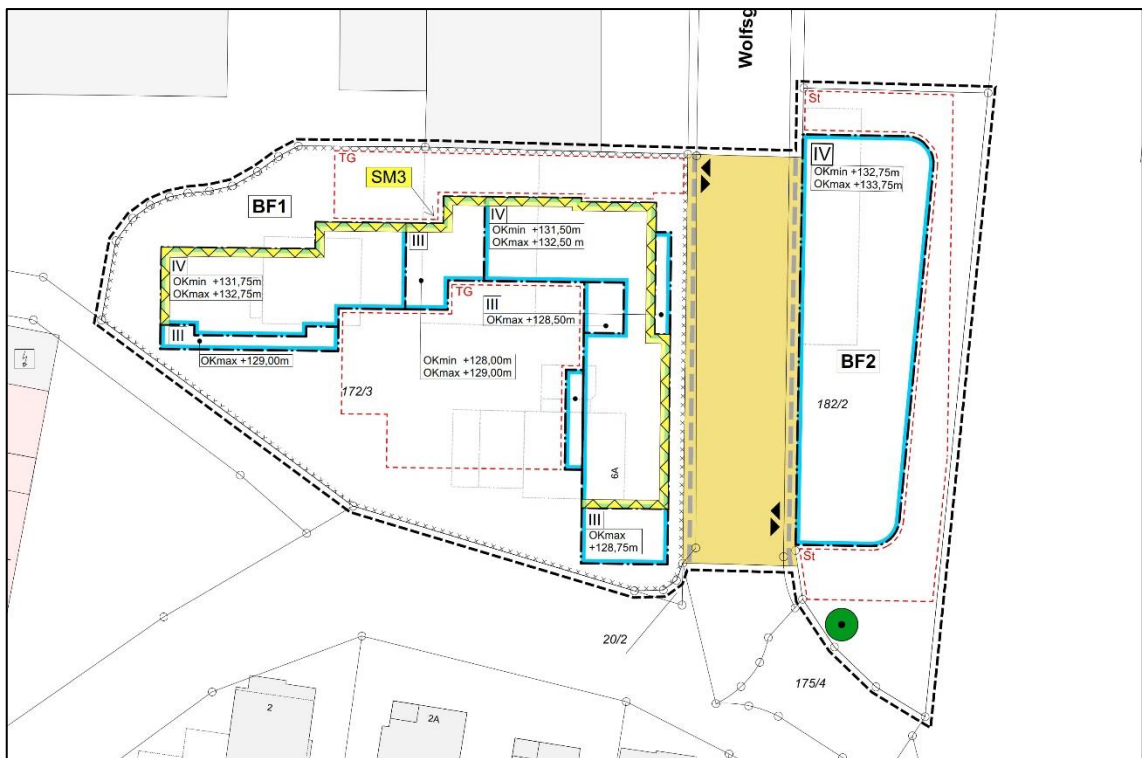 Wolfsg
St
TG
SM3
BF1
IV
OKmin +132,75m
OKmax +133,75m
IV
OKmin +131,50m
OKmax +132,50 m
III
IV
OKmin +131,75m
OKmax +132,75m
TG
III
OKmax +128,50m
III
OKmax +129,00m
OKmin +128,00m
OKmax +129,00m
BF2
172/3
182/2
6A
III
OKmax
+128,75m
St
20/2
175/4
2
2A